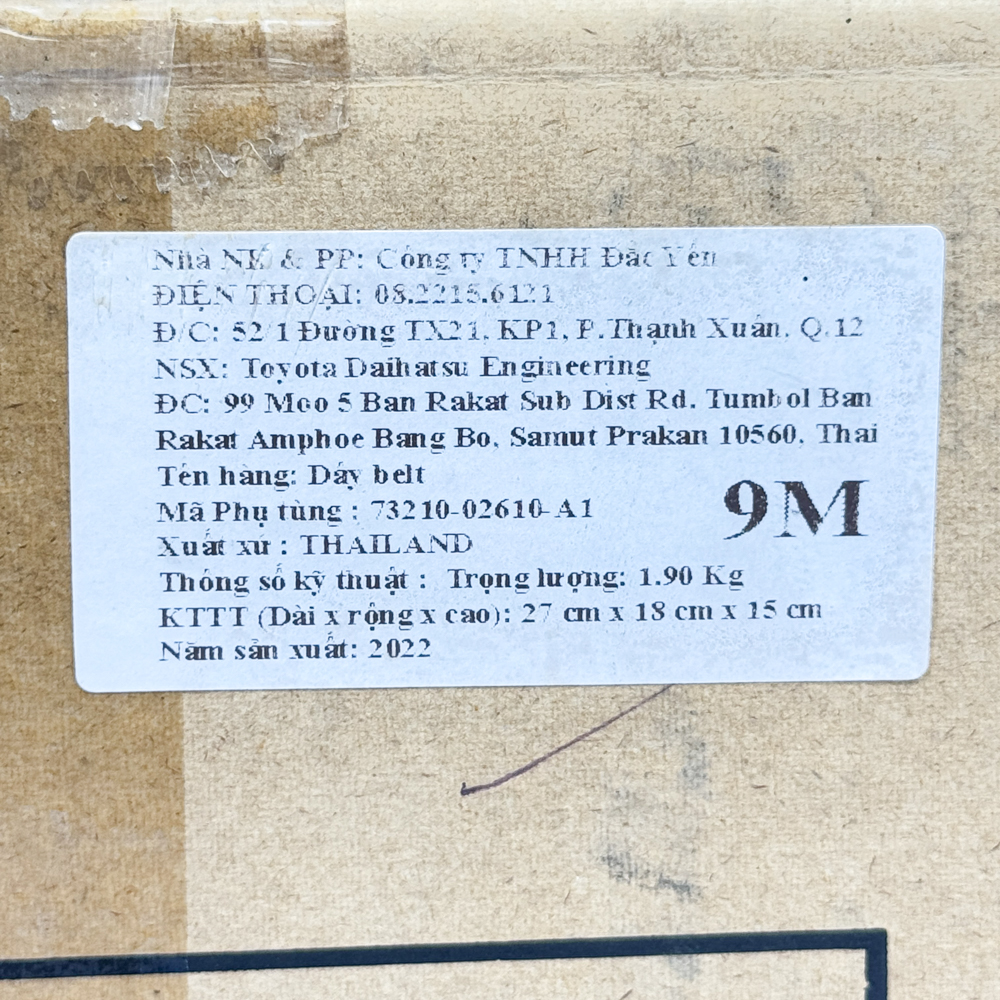 Nhà NK & PP: Công ty TNHH Đắc Yến
ĐIỆN THOẠI: 08.2215.6121
Đ/C: 52/1 Đường TX21, KP1, P.Thạnh Xuân, Q.12
NSX: Toyota Daihatsu Engineering
ĐC: 99 Moo 5 Ban Rakat Sub Dist Rd. Tumbol Ban
Rakat Amphoe Bang Bo, Samut Prakan 10560, Thai
Tên hàng: Dây belt
Mã Phụ tùng : 73210-02610-A1
9M
Xuất xứ : THAILAND
Thông số kỹ thuật : Trọng lượng: 1.90 Kg
KTTT (Dài x rộng x cao): 27 cm x 18 cm x 15 cm
Năm sản xuất: 2022